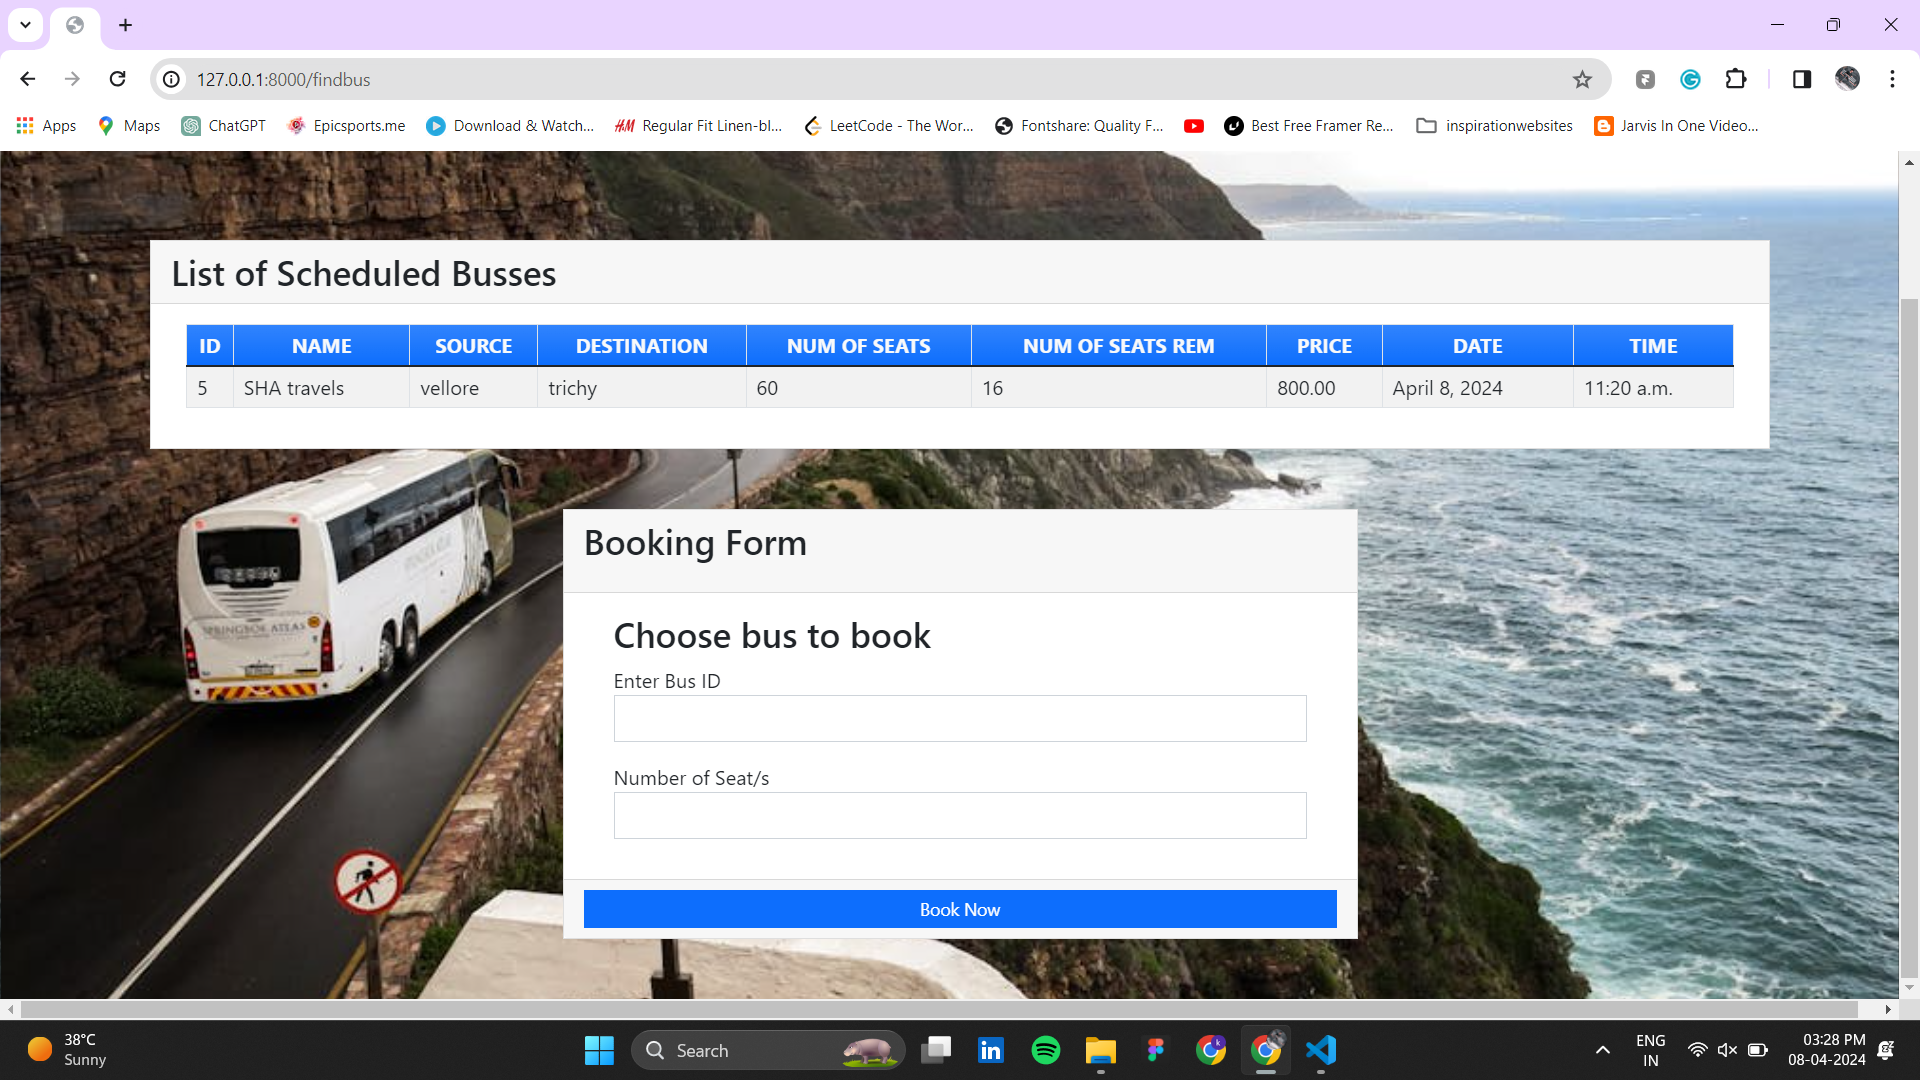 127.0.0.1:8000/findbus
Apps Maps ChatGPT Epicsports.me Download & Watch... HM Regular Fit Linen-bl... LeetCode - The Wor... Fontshare: Quality F... Best Free Framer Re... inspirationwebsites Jarvis In One Video...
List of Scheduled Busses
ID NAME SOURCE DESTINATION NUM OF SEATS NUM OF SEATS REM PRICE DATE TIME
5 SHA travels vellore trichy 60 16 800.00 April 8, 2024 11:20 a.m.
Booking Form
Choose bus to book
Enter Bus ID
Number of Seat/s
Book Now
SPRINGBOK ATLAS
38°C
Sunny
Search
ENG
IN
03:28 PM
08-04-2024